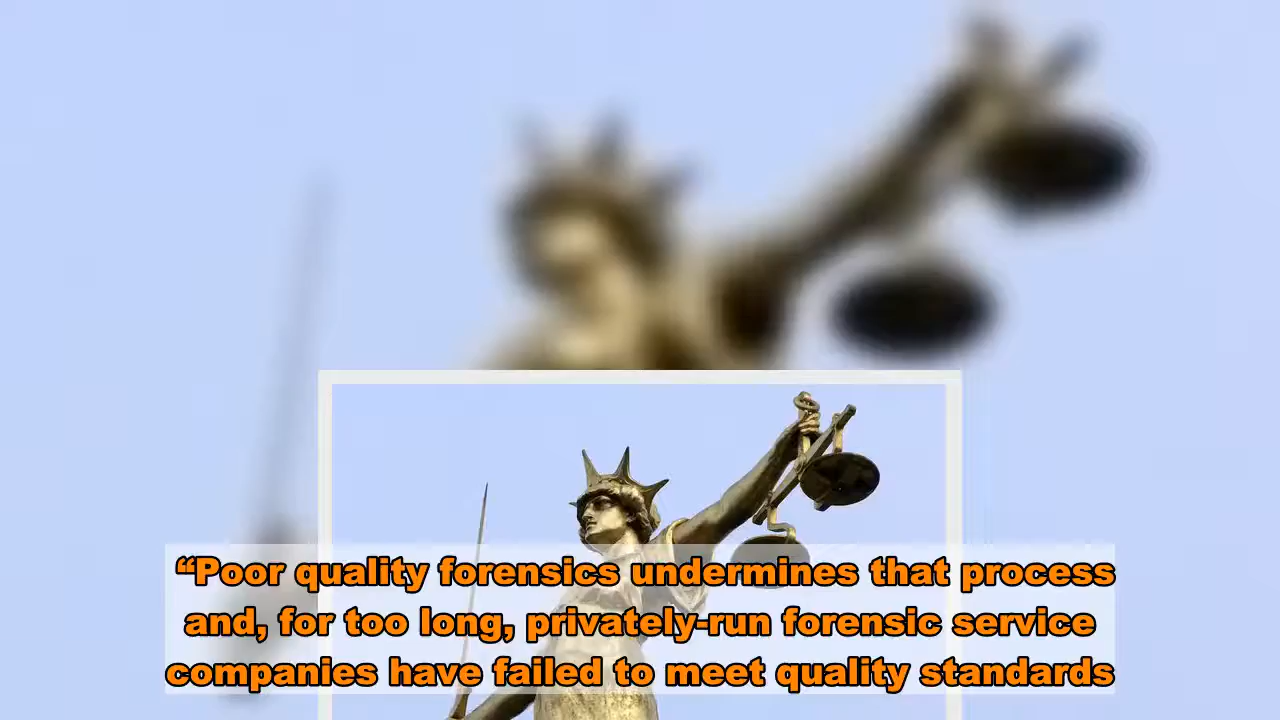 “Poor quality forensics undermines that process
and, for too long, privately-run forensic service
companies have failed to meet quality standards